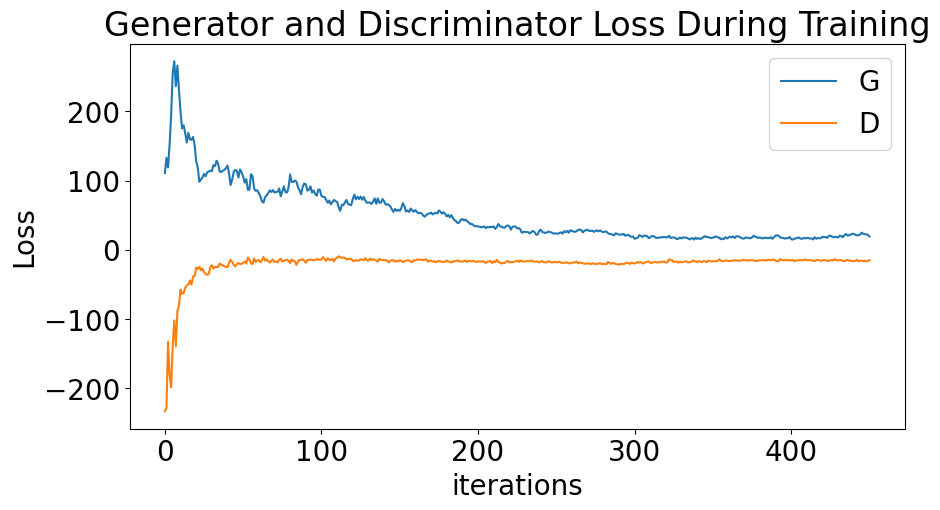 Generator and Discriminator Loss During Training
G
D
200
100
0
−100
−200
Loss
0
100
200
300
400
iterations